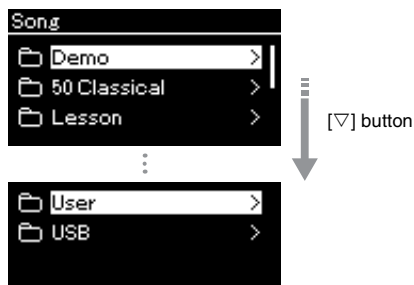 Song
Demo >
50 Classical >
Lesson >
[▽] button
User >
USB >